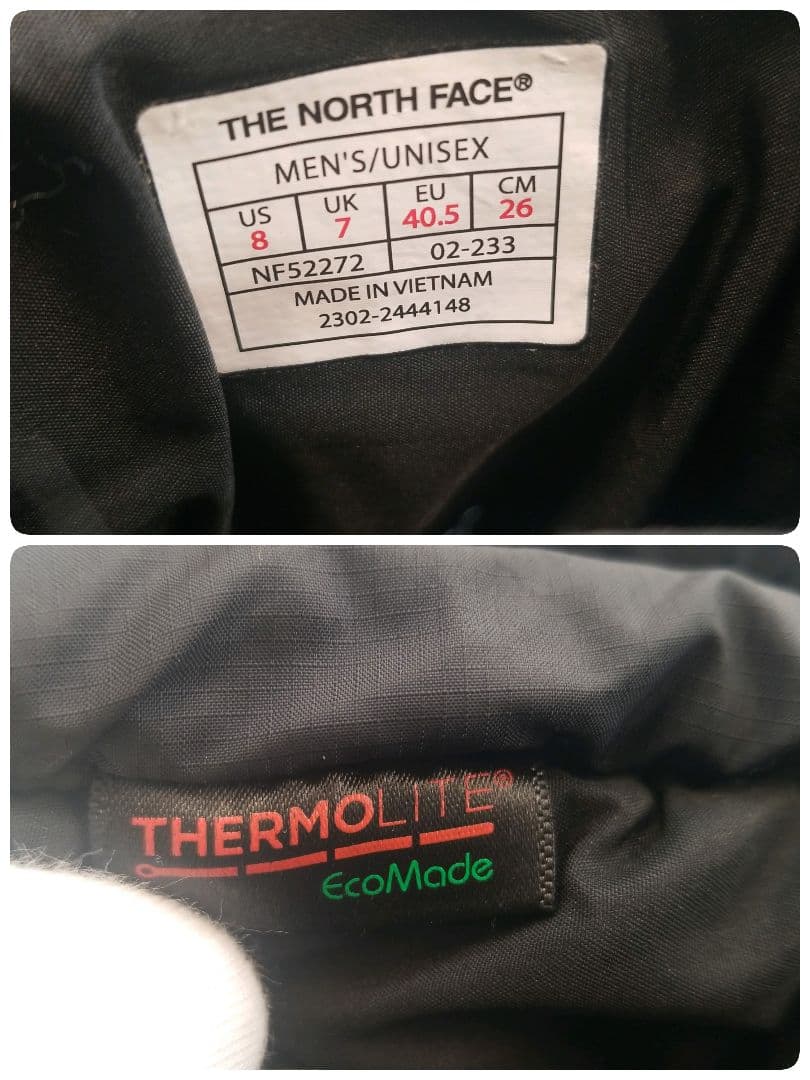 THE NORTH FACE®
MEN'S/UNISEX
US UK EU CM
8 7 40.5 26
NF52272 02-233
MADE IN VIETNAM
2302-2444148
THERMOLITE®
EcoMade